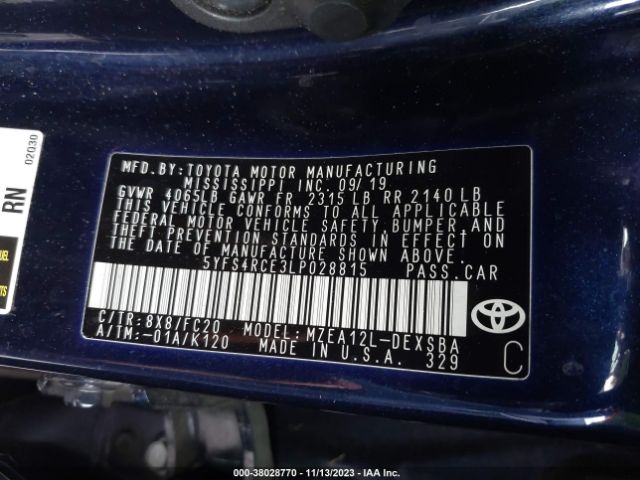 02030
RN
MFD.BY:TOYOTA MOTOR MANUFACTURING
MISSISSIPPI INC. 09/19
GVWR 4065LB GAWR FR 2315 LB RR 2140 LB
THIS VEHICLE CONFORMS TO ALL APPLICABLE
FEDERAL MOTOR VEHICLE SAFETY,BUMPER,AND
THEFT PREVENTION STANDARDS IN EFFECT ON
THE DATE OF MANUFACTURE SHOWN ABOVE.
5YFS4RCE3LP028815 PASS.CAR
C/TR:8X8/FC20 MODEL: MZEA12L-DEXSBA
A/TM:-01A/K120 MADE IN U.S.A. 329
C
#38028770 — 11/13/2023 — IAA Inc.